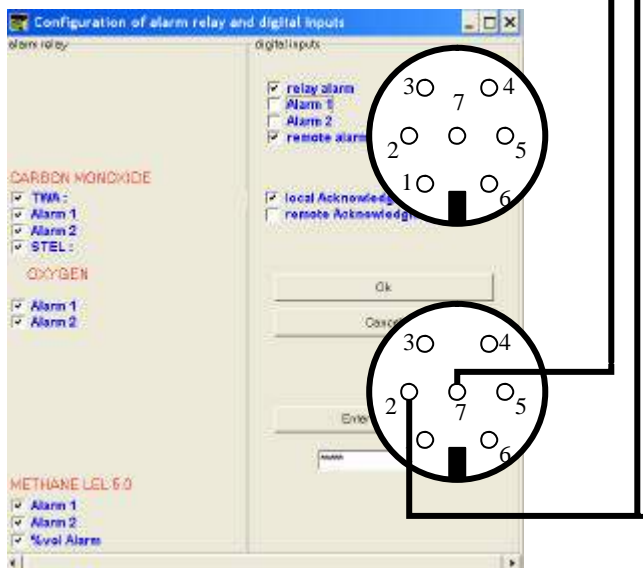 Configuration of alarm relay and digital inputs
alarm relay
digital inputs
relay alarm
Alarm 1
Alarm 2
remote alarm
CARBON MONOXIDE
TWA :
Alarm 1
Alarm 2
STEL :
local Acknowledg
remote Acknowledg
OXYGEN
Alarm 1
Alarm 2
Ok
Cancel
Enter
METHANE LEL 5.0
Alarm 1
Alarm 2
%vol Alarm
3 7 4
2 5
1 6
3 4
2 7 5
6